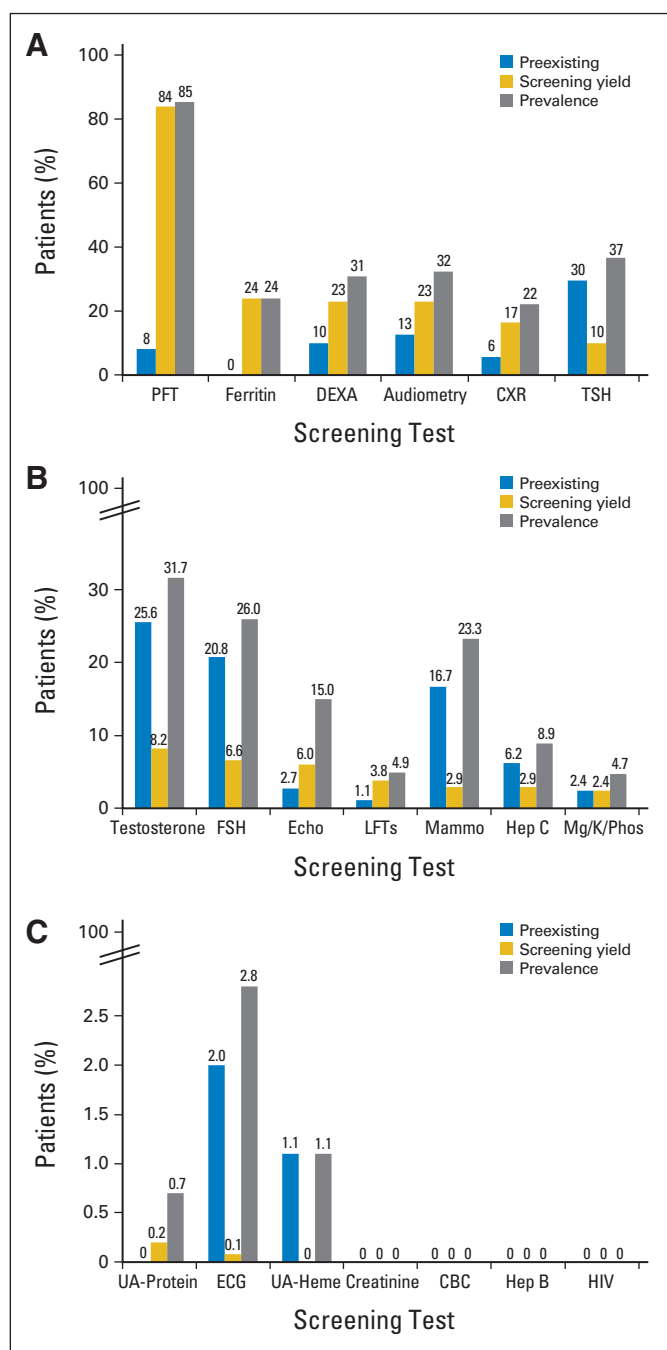 A
Preexisting
Screening yield
Prevalence
Patients (%)
100
80
60
40
20
0
8 84 85
0 24 24
10 23 31
13 23 32
6 17 22
30 10 37
PFT Ferritin DEXA Audiometry CXR TSH
Screening Test
B
Preexisting
Screening yield
Prevalence
Patients (%)
100
30
20
10
0
25.6 8.2 31.7
20.8 6.6 26.0
2.7 6.0 15.0
1.1 3.8 4.9
16.7 2.9 23.3
6.2 2.9 8.9
2.4 2.4 4.7
Testosterone FSH Echo LFTs Mammo Hep C Mg/K/Phos
Screening Test
C
Preexisting
Screening yield
Prevalence
Patients (%)
100
2.5
2.0
1.5
1.0
0.5
0
0 0.2 0.7
2.0 0.1 2.8
1.1 0 1.1
0 0 0
0 0 0
0 0 0
0 0 0
UA-Protein ECG UA-Heme Creatinine CBC Hep B HIV
Screening Test